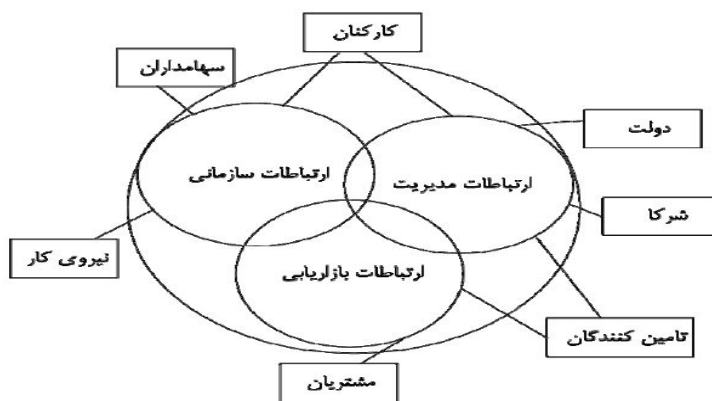 کارکنان
سهامداران
دولت
ارتباطات سازمانی
ارتباطات مدیریت
شرکا
نیروی کار
ارتباطات بازاریابی
تامین کنندگان
مشتریان